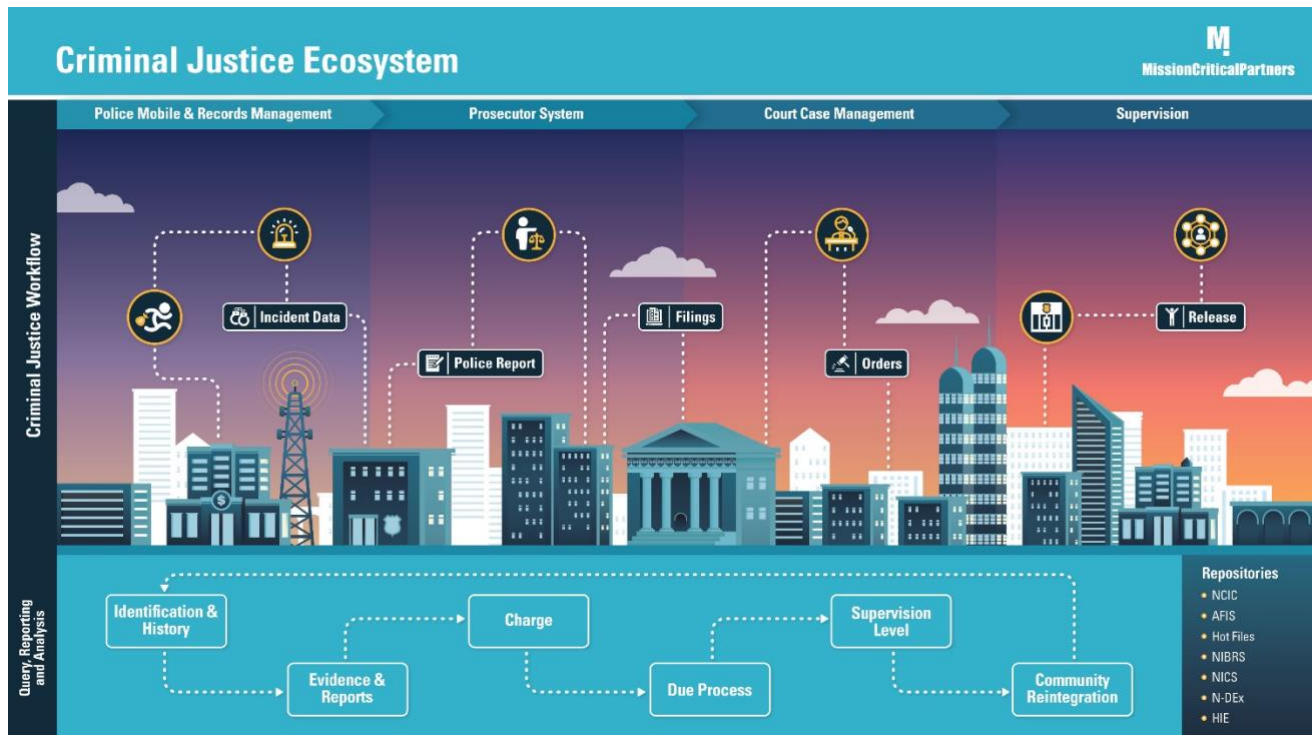 Criminal Justice Ecosystem
M
MissionCriticalPartners
Police Mobile & Records Management
Prosecutor System
Court Case Management
Supervision
Criminal Justice Workflow
Incident Data
Police Report
Filings
Orders
Release
$
Query, Reporting
and Analysis
Identification &
History
Evidence &
Reports
Charge
Due Process
Supervision
Level
Community
Reintegration
Repositories
• NCIC
• AFIS
• Hot Files
• NIBRS
• NICS
• N-DEx
• HIE